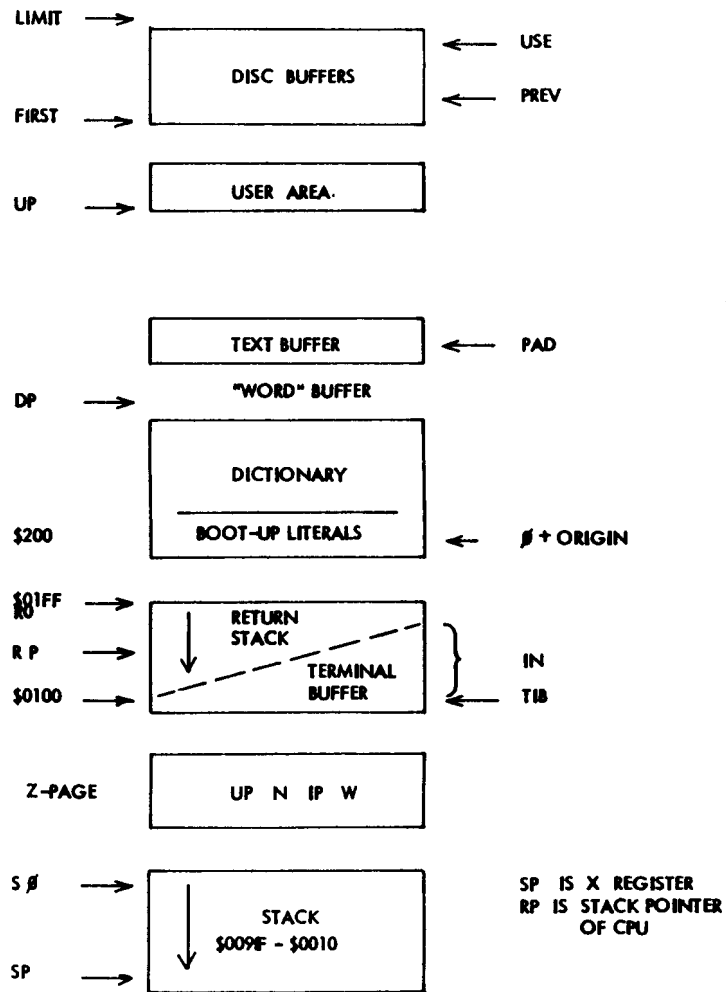 LIMIT
USE
DISC BUFFERS
PREV
FIRST
USER AREA.
UP
TEXT BUFFER
PAD
"WORD" BUFFER
DP
DICTIONARY
$200
BOOT-UP LITERALS
Ø + ORIGIN
$01FF
R0
RETURN
STACK
R P
TERMINAL
BUFFER
IN
$0100
TIB
Z-PAGE
UP N IP W
S Ø
SP IS X REGISTER
RP IS STACK POINTER
OF CPU
STACK
$009F - $0010
SP